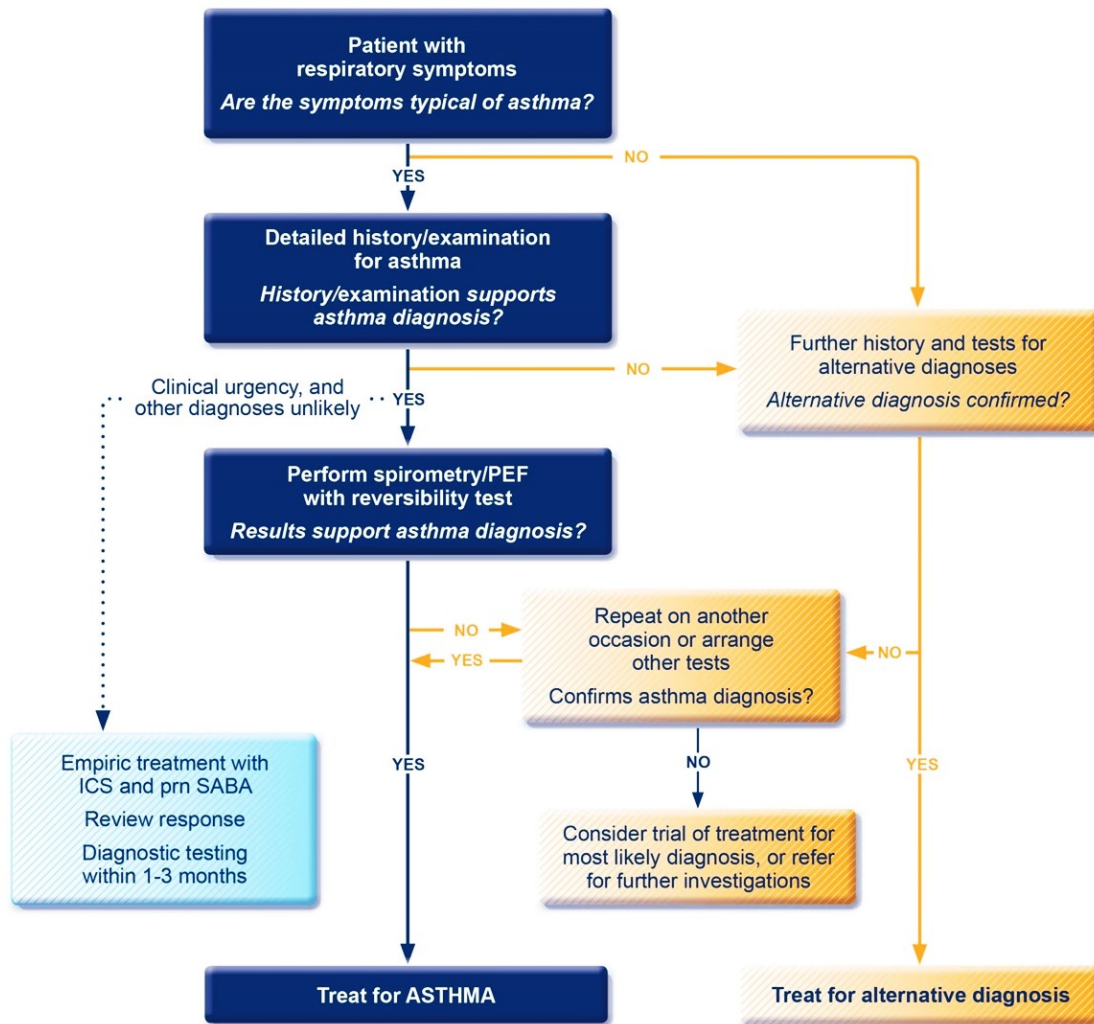 Patient with
respiratory symptoms
Are the symptoms typical of asthma?
NO
YES
Detailed history/examination
for asthma
History/examination supports
asthma diagnosis?
NO
Further history and tests for
alternative diagnoses
Alternative diagnosis confirmed?
Clinical urgency, and
other diagnoses unlikely
YES
Perform spirometry/PEF
with reversibility test
Results support asthma diagnosis?
NO
YES
Repeat on another
occasion or arrange
other tests
Confirms asthma diagnosis?
NO
Empiric treatment with
ICS and prn SABA
Review response
Diagnostic testing
within 1-3 months
YES
NO
YES
Consider trial of treatment for
most likely diagnosis, or refer
for further investigations
Treat for ASTHMA
Treat for alternative diagnosis